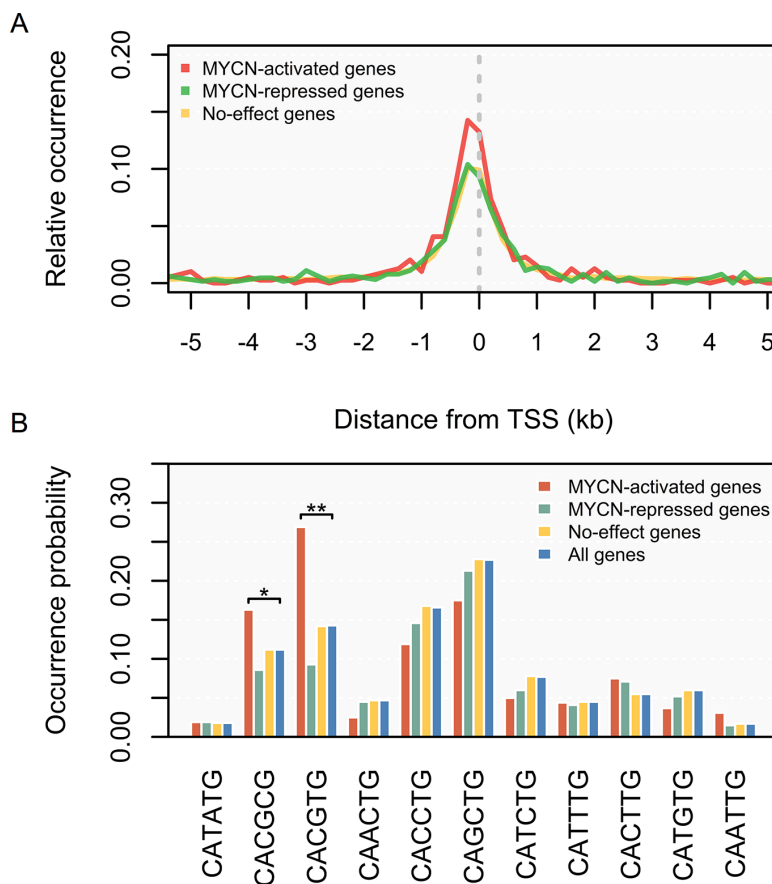 A
Relative occurrence
0.20
0.10
0.00
MYCN-activated genes
MYCN-repressed genes
No-effect genes
-5 -4 -3 -2 -1 0 1 2 3 4 5
Distance from TSS (kb)
B
Occurrence probability
0.30
0.20
0.10
0.00
* **
MYCN-activated genes
MYCN-repressed genes
No-effect genes
All genes
CATATG
CACGCG
CACGTG
CAACTG
CACCTG
CAGCTG
CATCTG
CATTTG
CACTTG
CATGTG
CAATTG